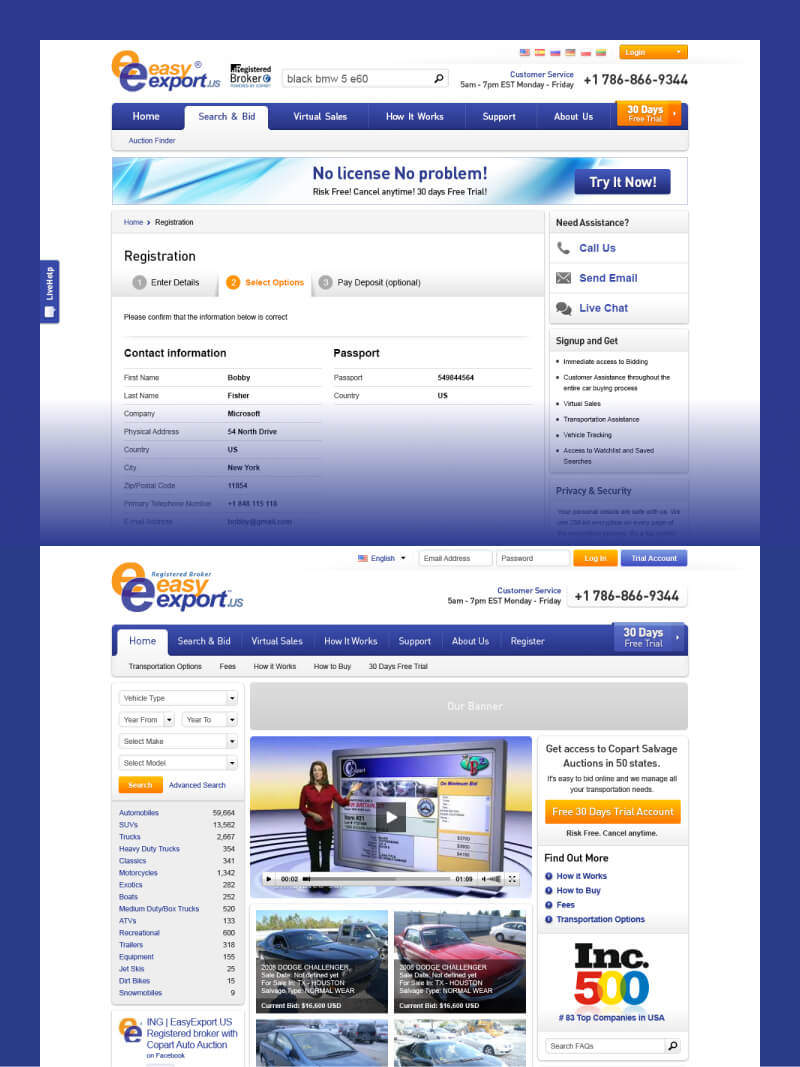 easy export.us
Registered Broker
POWERED BY COPART
black bmw 5 e60
Login
Customer Service
5am - 7pm EST Monday - Friday
+1 786-866-9344
Home
Search & Bid
Virtual Sales
How It Works
Support
About Us
30 Days
Free Trial
Auction Finder
No license No problem!
Risk Free! Cancel anytime! 30 days Free Trial!
Try It Now!
Home > Registration
Registration
1 Enter Details
2 Select Options
3 Pay Deposit (optional)
Please confirm that the information below is correct
Contact information
First Name Bobby
Last Name Fisher
Company Microsoft
Physical Address 54 North Drive
Country US
City New York
Zip/Postal Code 11854
Primary Telephone Number +1 848 115 116
E-mail Address bobby@gmail.com
Passport
Passport 549844564
Country US
Need Assistance?
Call Us
Send Email
Live Chat
Signup and Get
Immediate access to Bidding
Customer Assistance throughout the
entire car buying process
Virtual Sales
Transportation Assistance
Vehicle Tracking
Access to Watchlist and Saved
Searches
Privacy & Security
Your personal details are safe with us. We
LiveHelp
Registered Broker
easy export.us
English
Email Address
Password
Log In
Trial Account
Customer Service
5am - 7pm EST Monday - Friday
+1 786-866-9344
Home
Search & Bid
Virtual Sales
How It Works
Support
About Us
Register
30 Days
Free Trial
Transportation Options
Fees
How it Works
How to Buy
30 Days Free Trial
Vehicle Type
Year From
Year To
Select Make
Select Model
Search
Advanced Search
Automobiles 59,664
SUVs 13,562
Trucks 2,667
Heavy Duty Trucks 354
Classics 341
Motorcycles 1,342
Exotics 282
Boats 252
Medium Duty/Box Trucks 520
ATVs 133
Recreational 600
Trailers 318
Equipment 155
Jet Skis 25
Dirt Bikes 15
Snowmobiles 9
ING | EasyExport US
Registered broker with
Copart Auto Auction
on Facebook
Our Banner
Copart
Item #31
00:02
01:09
2008 DODGE CHALLENGER
Sale Date: Not defined yet
For Sale In: TX - HOUSTON
Salvage Type: NORMAL WEAR
Current Bid: $16,600 USD
2008 DODGE CHALLENGER
Sale Date: Not defined yet
For Sale In: TX - HOUSTON
Salvage Type: NORMAL WEAR
Current Bid: $16,600 USD
Get access to Copart Salvage
Auctions in 50 states.
It's easy to bid online and we manage all
your transportation needs.
Free 30 Days Trial Account
Risk Free. Cancel anytime.
Find Out More
How it Works
How to Buy
Fees
Transportation Options
Inc.
500
# 83 Top Companies in USA
Search FAQs